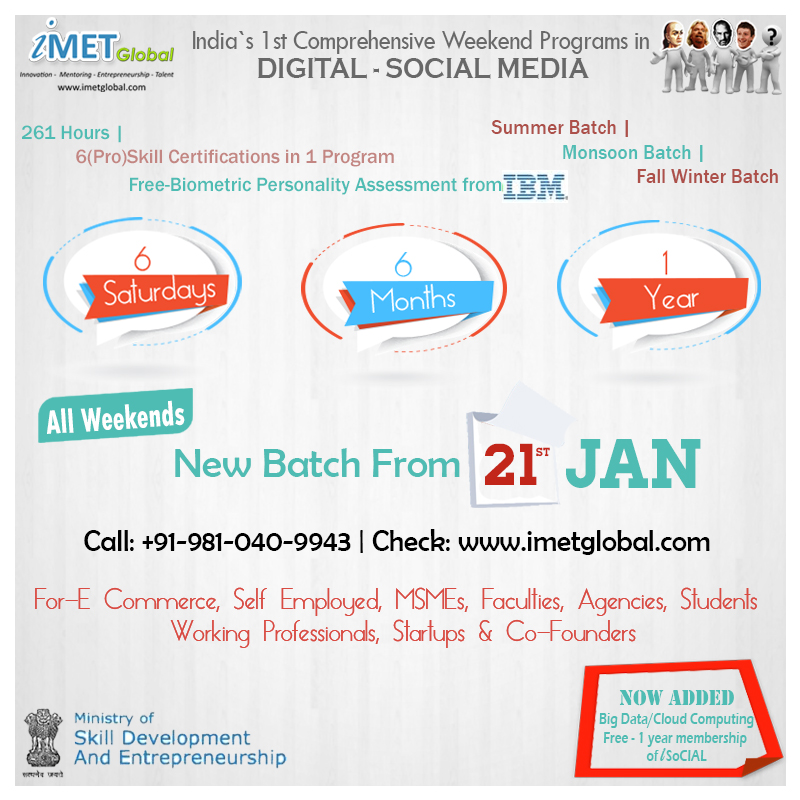 iMET Global
Innovation - Mentoring - Entrepreneurship - Talent
www.imetglobal.com
India`s 1st Comprehensive Weekend Programs in
DIGITAL - SOCIAL MEDIA
?
261 Hours |
6(Pro)Skill Certifications in 1 Program
Free-Biometric Personality Assessment from IBM
Summer Batch |
Monsoon Batch |
Fall Winter Batch
6
Saturdays
6
Months
1
Year
All Weekends
New Batch From 21ST JAN
Call: +91-981-040-9943 | Check: www.imetglobal.com
For-E Commerce, Self Employed, MSMEs, Faculties, Agencies, Students
Working Professionals, Startups & Co-Founders
NOW ADDED
Big Data/Cloud Computing
Free - 1 year membership
of iSoCIAL
Ministry of
Skill Development
And Entrepreneurship
सत्यमेव जयते